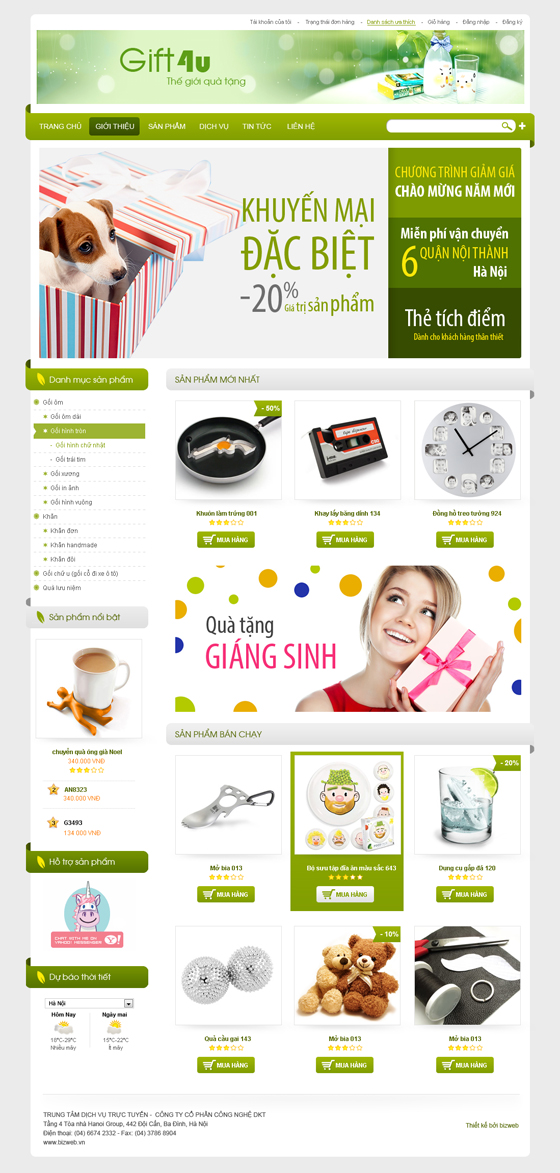 Tài khoản của tôi - Trạng thái đơn hàng - Danh sách ưa thích - Giỏ hàng - Đăng nhập - Đăng ký
Gift4u
Thế giới quà tặng
TRANG CHỦ GIỚI THIỆU SẢN PHẨM DỊCH VỤ TIN TỨC LIÊN HỆ
KHUYẾN MẠI
ĐẶC BIỆT
-20% Giá trị sản phẩm
CHƯƠNG TRÌNH GIẢM GIÁ
CHÀO MỪNG NĂM MỚI
Miễn phí vận chuyển
6 QUẬN NỘI THÀNH
Hà Nội
Thẻ tích điểm
Dành cho khách hàng thân thiết
Danh mục sản phẩm
Gối ôm
Gối ôm dài
Gối hình tròn
- Gối hình chữ nhật
- Gối trái tim
Gối xương
Gối in ảnh
Gối hình vuông
Khăn
Khăn đơn
Khăn handmade
Khăn đôi
Gối chữ u (gối cổ đi xe ô tô)
Quà lưu niệm
Sản phẩm nổi bật
chuyển quà ông già Noel
340.000 VNĐ
2 AN8323
340.000 VNĐ
3 G3493
134.000 VNĐ
Hỗ trợ sản phẩm
CHAT WITH ME ON
YAHOO! MESSENGER
Y!
Dự báo thời tiết
Hà Nội
Hôm Nay Ngày mai
18°C-29°C 15°C-22°C
Nhiều mây Ít mây
SẢN PHẨM MỚI NHẤT
- 50%
Khuôn làm trứng 001
MUA HÀNG
Khay lấy băng dính 134
MUA HÀNG
Đồng hồ treo tường 924
MUA HÀNG
Quà tặng
GIÁNG SINH
SẢN PHẨM BÁN CHẠY
Mở bia 013
MUA HÀNG
Bộ sưu tập đĩa ăn màu sắc 643
MUA HÀNG
- 20%
Dụng cụ gắp đá 120
MUA HÀNG
Quả cầu gai 143
MUA HÀNG
- 10%
Mở bia 013
MUA HÀNG
Mở bia 013
MUA HÀNG
TRUNG TÂM DỊCH VỤ TRỰC TUYẾN - CÔNG TY CỔ PHẦN CÔNG NGHỆ DKT
Tầng 4 Tòa nhà Hanoi Group, 442 Đội Cấn, Ba Đình, Hà Nội
Điện thoại: (04) 6674 2332 - Fax: (04) 3786 8904
www.bizweb.vn
Thiết kế bởi bizweb